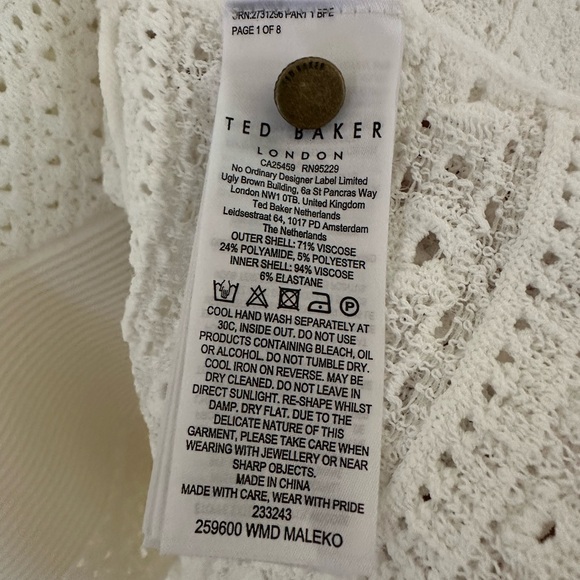 PAGE 1 OF 8
TED BAKER
TED BAKER
LONDON
CA25459 RN95229
No Ordinary Designer Label Limited
Ugly Brown Building, 6a St Pancras Way
London NW1 0TB, United Kingdom
Ted Baker Netherlands
Leidsestraat 64, 1017 PD Amsterdam
The Netherlands
OUTER SHELL: 71% VISCOSE
24% POLYAMIDE, 5% POLYESTER
INNER SHELL: 94% VISCOSE
6% ELASTANE
P
COOL HAND WASH SEPARATELY AT
30C, INSIDE OUT. DO NOT USE
PRODUCTS CONTAINING BLEACH, OIL
OR ALCOHOL. DO NOT TUMBLE DRY.
COOL IRON ON REVERSE. MAY BE
DRY CLEANED. DO NOT LEAVE IN
DIRECT SUNLIGHT. RE-SHAPE WHILST
DAMP. DRY FLAT. DUE TO THE
DELICATE NATURE OF THIS
GARMENT, PLEASE TAKE CARE WHEN
WEARING WITH JEWELLERY OR NEAR
SHARP OBJECTS.
MADE IN CHINA
MADE WITH CARE, WEAR WITH PRIDE
233243
259600 WMD MALEKO